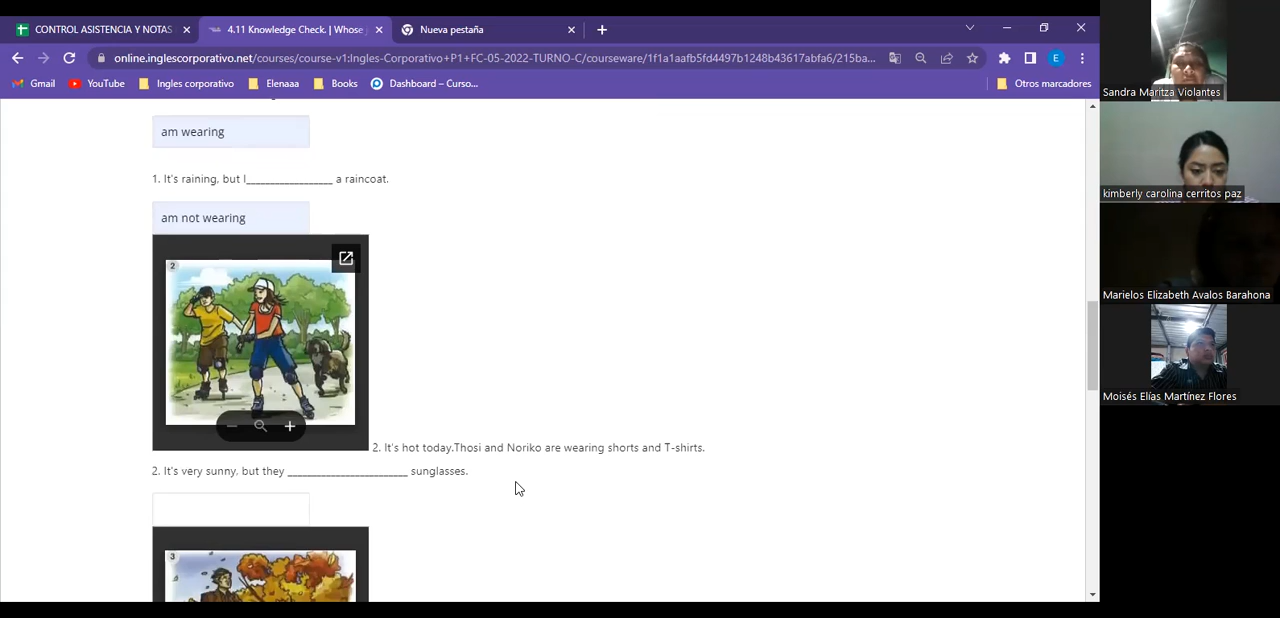 CONTROL ASISTENCIA Y NOTAS
4.11 Knowledge Check. | Whose J
Nueva pestaña
online.inglescorporativo.net/courses/course-v1:Ingles-Corporativo+P1+FC-05-2022-TURNO-C/courseware/1f1a1aafb5fd4497b1248b43617abfa6/215ba...
E
Gmail
YouTube
Ingles corporativo
Elenaaa
Books
Dashboard – Curso...
Otros marcadores
am wearing
1. It's raining, but I_________________ a raincoat.
am not wearing
2
2. It's hot today.Thosi and Noriko are wearing shorts and T-shirts.
2. It's very sunny, but they ________________________ sunglasses.
3
Sandra Maritza Violantes
kimberly carolina cerritos paz
Marielos Elizabeth Avalos Barahona
Moisés Elías Martínez Flores